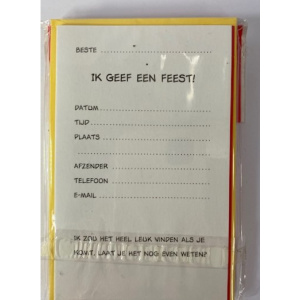 BESTE
IK GEEF EEN FEEST!
DATUM
TIJD
PLAATS
AFZENDER
TELEFOON
E-MAIL
IK ZOU HET HEEL LEUK VINDEN ALS JE
KOMT. LAAT JE HET NOG EVEN WETEN?